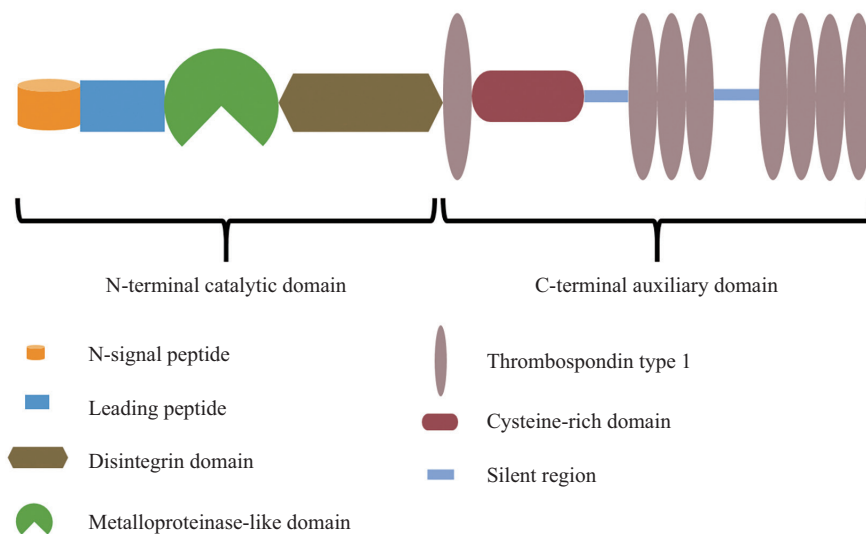 N-terminal catalytic domain
C-terminal auxiliary domain
N-signal peptide
Leading peptide
Disintegrin domain
Metalloproteinase-like domain
Thrombospondin type 1
Cysteine-rich domain
Silent region